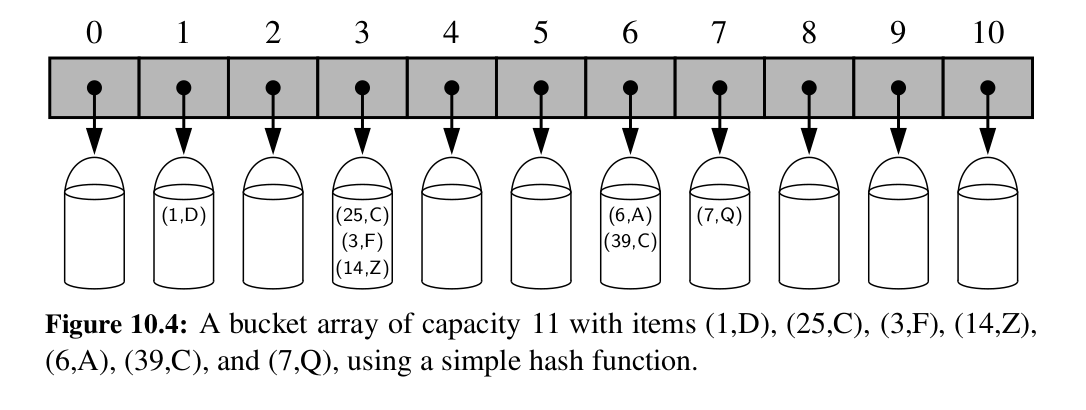 0 1 2 3 4 5 6 7 8 9 10
(1,D) (25,C) (6,A) (7,Q)
(3,F) (39,C)
(14,Z)
Figure 10.4: A bucket array of capacity 11 with items (1,D), (25,C), (3,F), (14,Z),
(6,A), (39,C), and (7,Q), using a simple hash function.